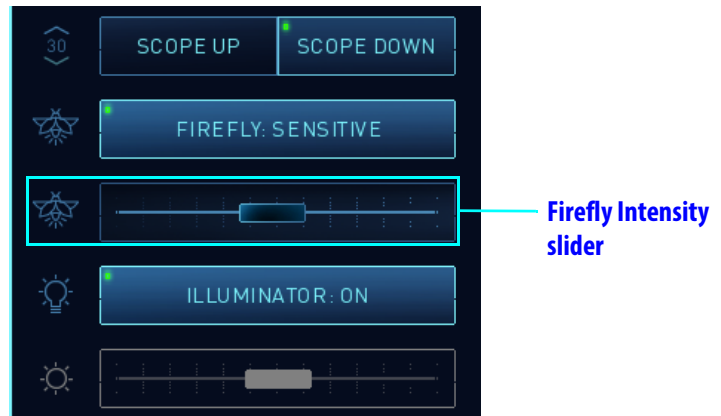 30
SCOPE UP
SCOPE DOWN
FIREFLY: SENSITIVE
Firefly Intensity
slider
ILLUMINATOR: ON